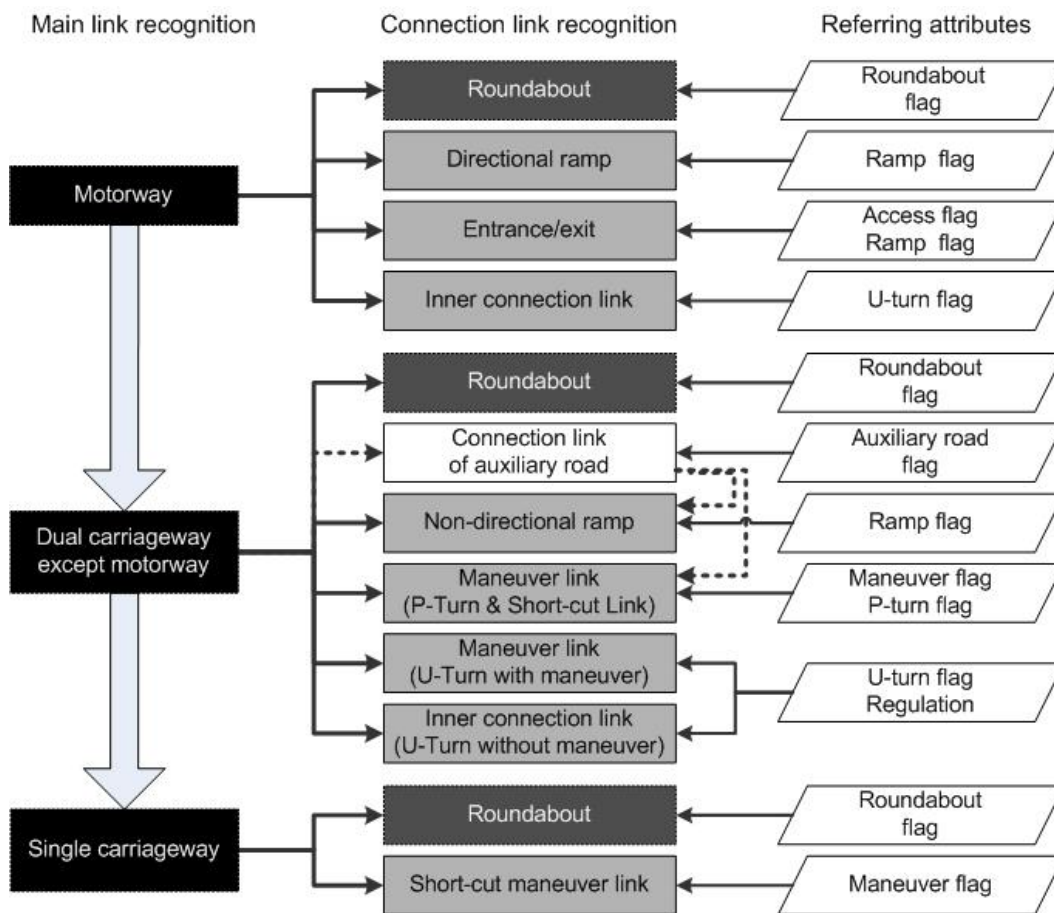 Main link recognition
Connection link recognition
Referring attributes
Motorway
Roundabout
Roundabout
flag
Directional ramp
Ramp flag
Entrance/exit
Access flag
Ramp flag
Inner connection link
U-turn flag
Dual carriageway
except motorway
Roundabout
Roundabout
flag
Connection link
of auxiliary road
Auxiliary road
flag
Non-directional ramp
Ramp flag
Maneuver link
(P-Turn & Short-cut Link)
Maneuver flag
P-turn flag
Maneuver link
(U-Turn with maneuver)
Inner connection link
(U-Turn without maneuver)
U-turn flag
Regulation
Single carriageway
Roundabout
Roundabout
flag
Short-cut maneuver link
Maneuver flag